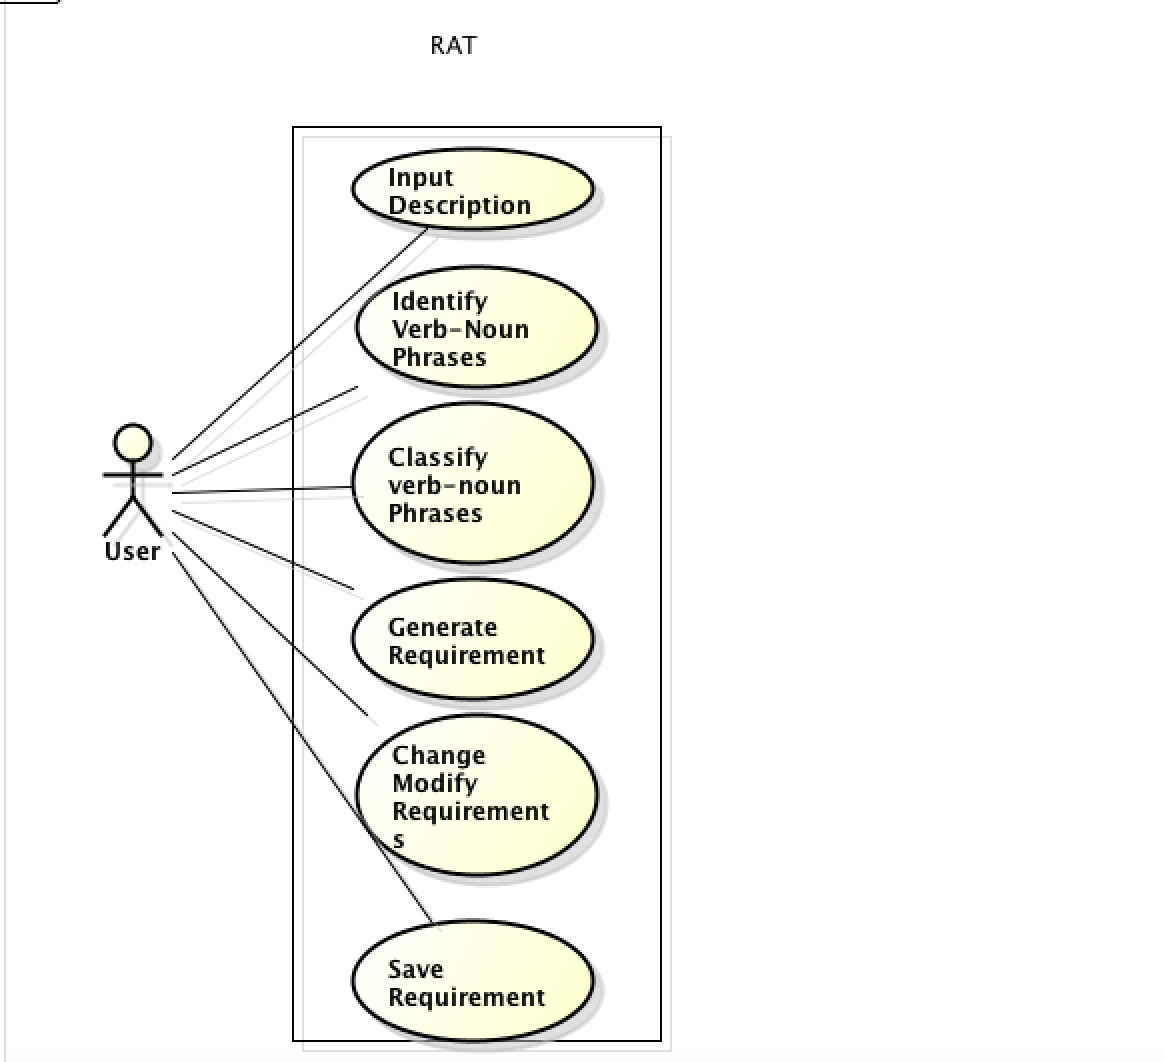 RAT
Input
Description
Identify
Verb-Noun
Phrases
Classify
verb-noun
Phrases
User
Generate
Requirement
Change
Modify
Requirement
s
Save
Requirement